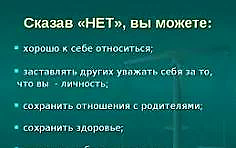 Сказав «НЕТ», вы можете:
хорошо к себе относиться;
заставлять других уважать себя за то,
что вы - личность;
сохранить отношения с родителями;
сохранить здоровье;